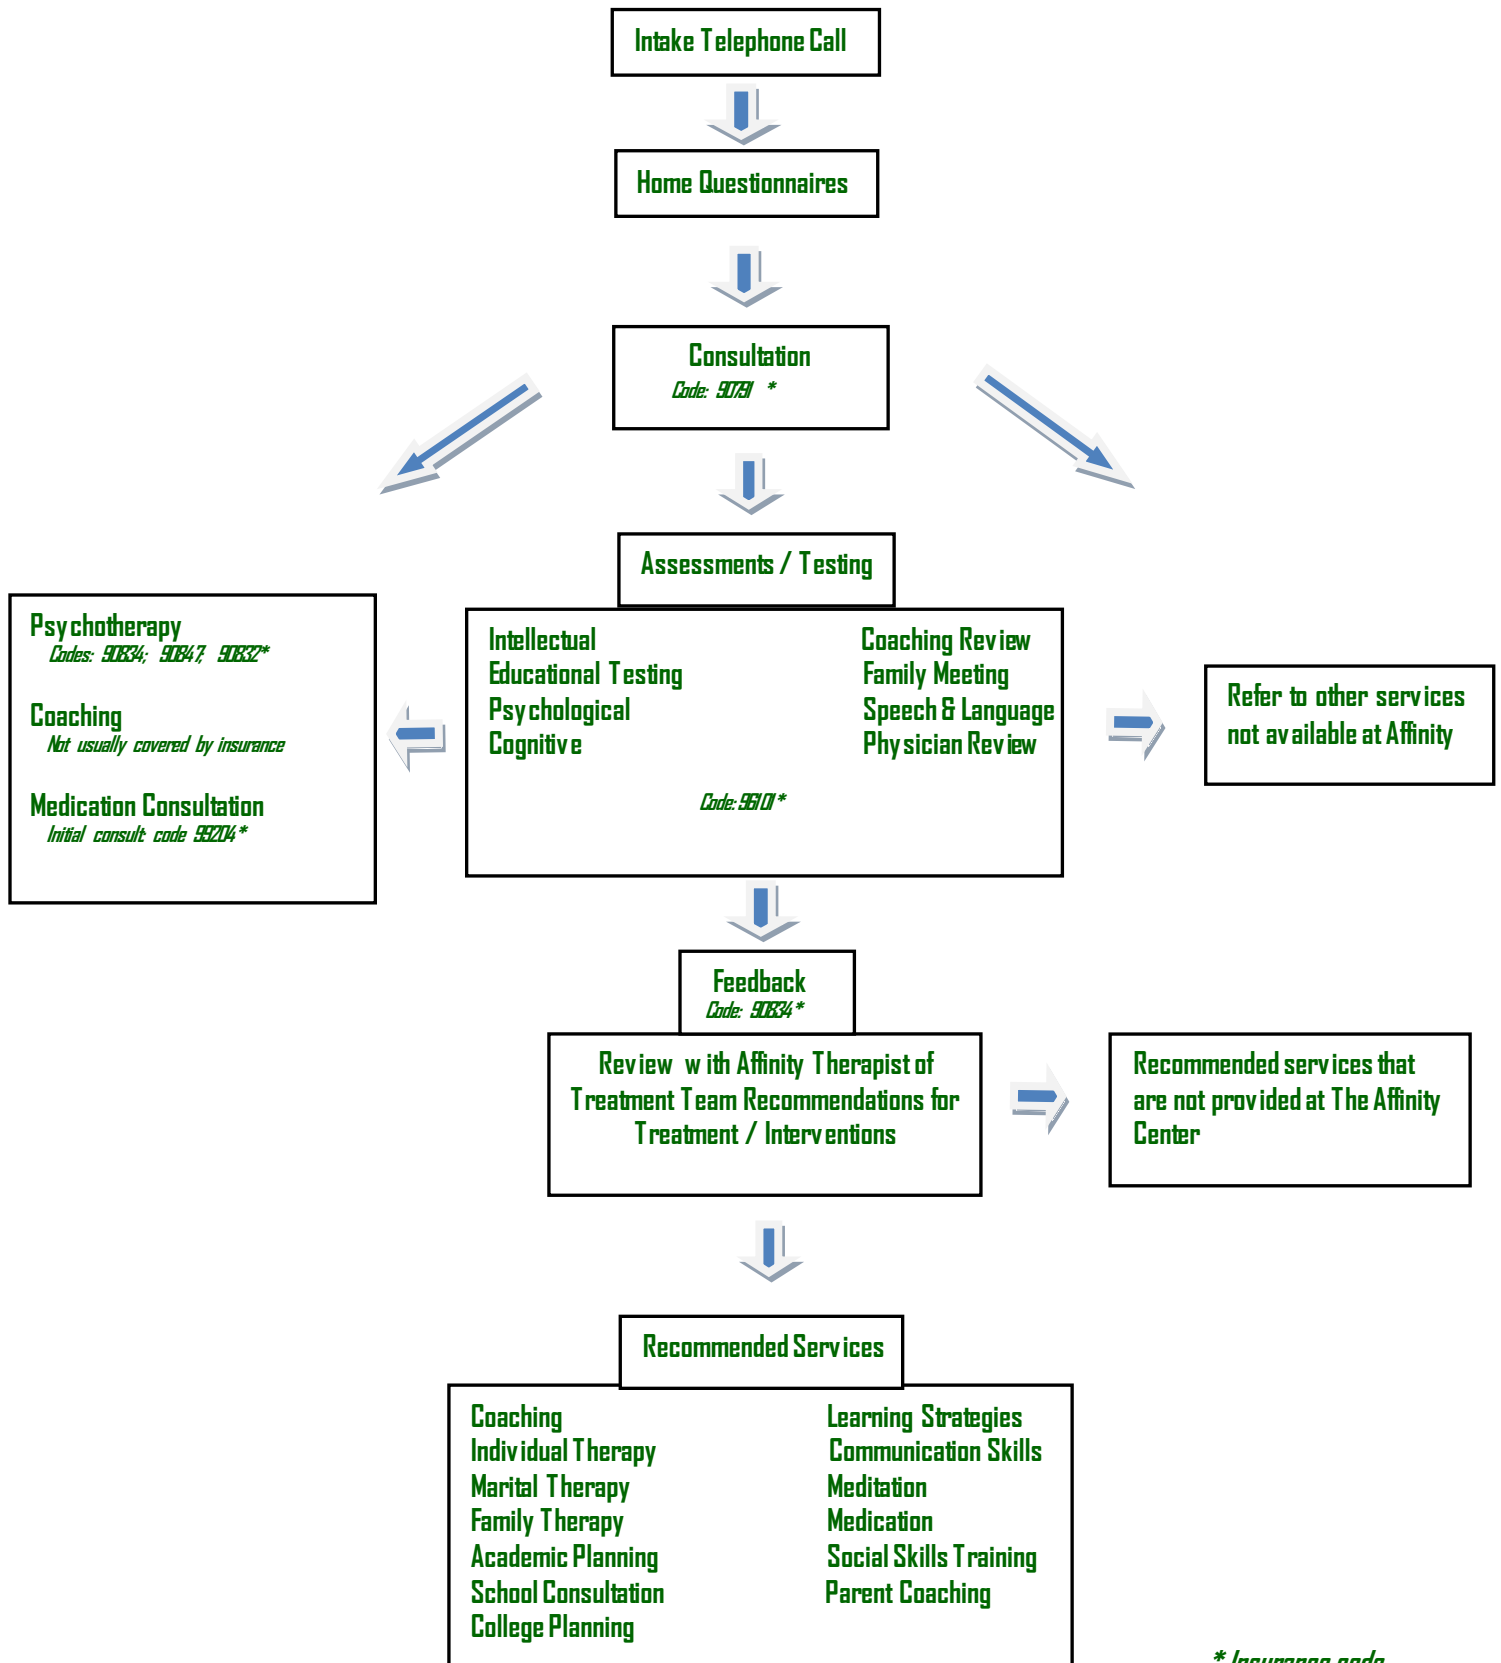 Intake Telephone Call
Home Questionnaires
Consultation
Code: 90791 *
Assessments / Testing
Psychotherapy
Codes: 90834; 90847; 90832*
Coaching
Not usually covered by insurance
Medication Consultation
Initial consult: code 99204 *
Intellectual
Educational Testing
Psychological
Cognitive
Coaching Review
Family Meeting
Speech & Language
Physician Review
Code: 96101 *
Refer to other services
not available at Affinity
Feedback
Code: 90834 *
Review with Affinity Therapist of
Treatment Team Recommendations for
Treatment / Interventions
Recommended services that
are not provided at The Affinity
Center
Recommended Services
Coaching
Individual Therapy
Marital Therapy
Family Therapy
Academic Planning
School Consultation
College Planning
Learning Strategies
Communication Skills
Meditation
Medication
Social Skills Training
Parent Coaching
* Insurance code